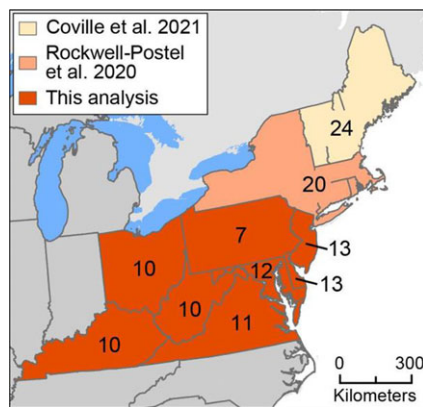 Coville et al. 2021
Rockwell-Postel
et al. 2020
This analysis
24
20
7
13
10
12
13
10
11
10
0 300
Kilometers